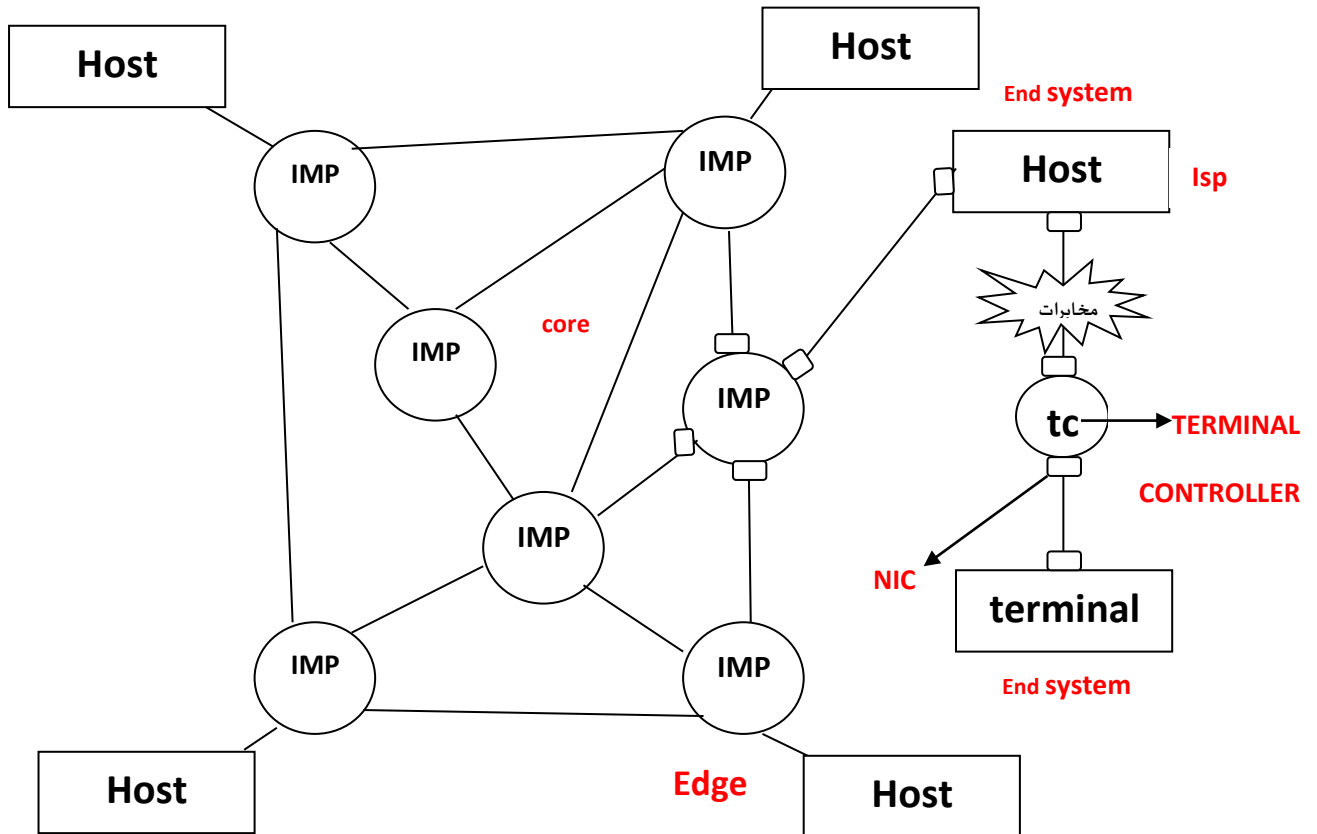 Host
Host
End system
Host
Isp
IMP
IMP
مخابرات
core
IMP
IMP
tc
TERMINAL
CONTROLLER
IMP
NIC
terminal
IMP
IMP
End system
Host
Edge
Host